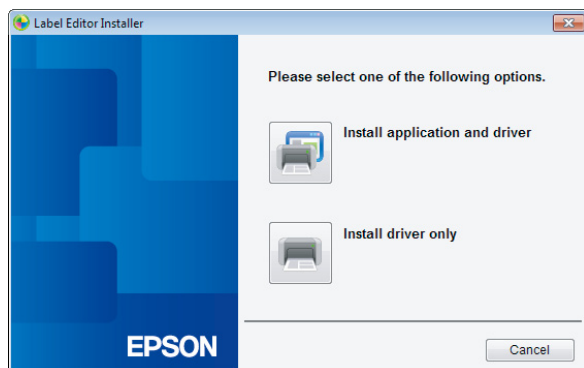 Label Editor Installer
Please select one of the following options.
Install application and driver
Install driver only
EPSON
Cancel